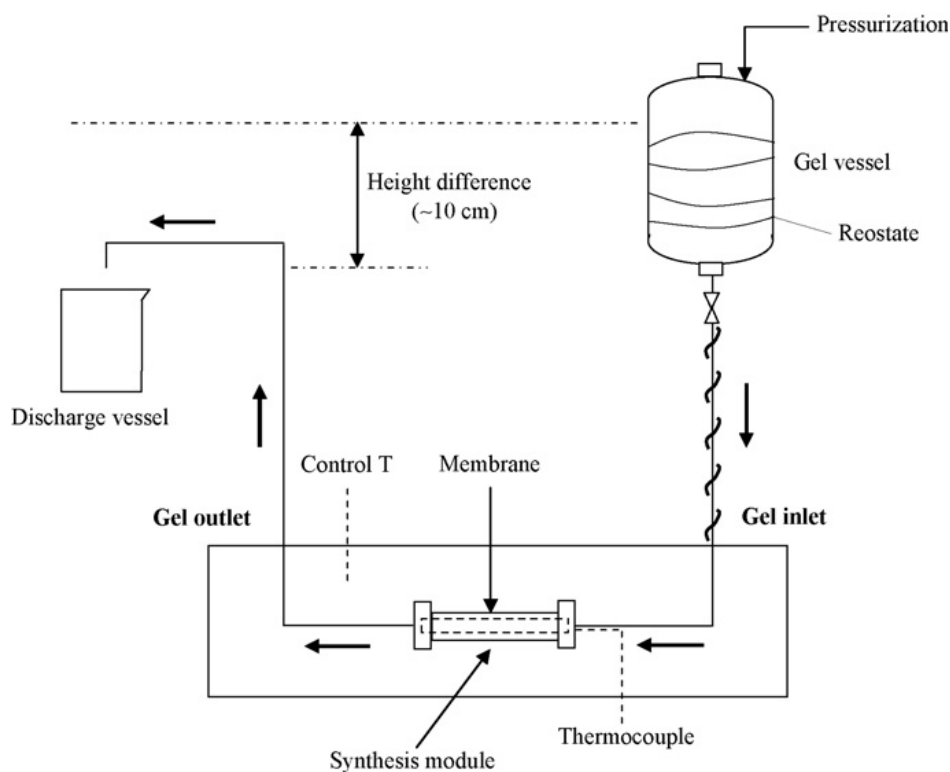 Pressurization
Gel vessel
Height difference
(~10 cm)
Reostate
Discharge vessel
Control T
Membrane
Gel outlet
Gel inlet
Thermocouple
Synthesis module